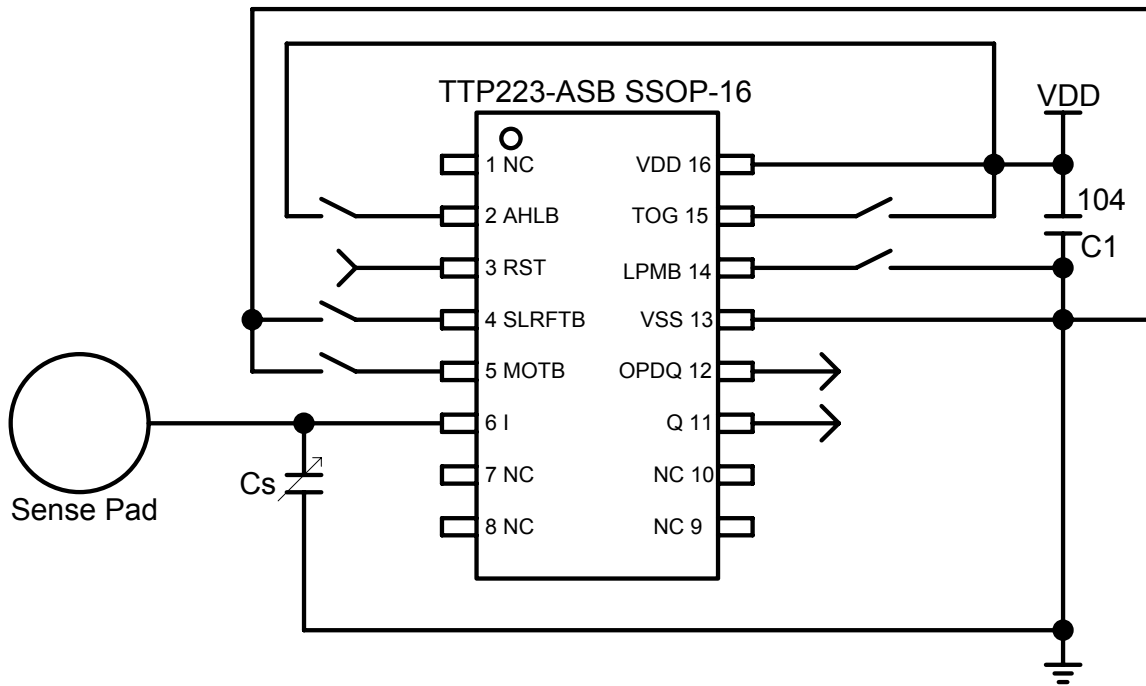 TTP223-ASB SSOP-16
VDD
1 NC
VDD 16
104
2 AHLB
TOG 15
C1
3 RST
LPMB 14
4 SLRFTB
VSS 13
5 MOTB
OPDQ 12
6 I
Q 11
Cs
7 NC
NC 10
Sense Pad
8 NC
NC 9